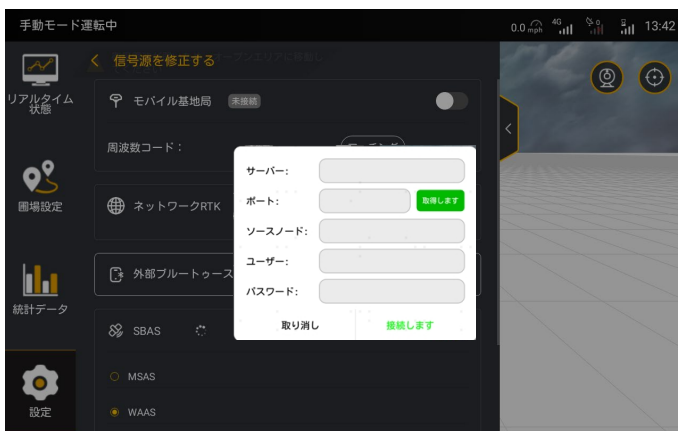 手動モード運転中
0.0 mph
4G
13:42
信号源を修正する
リアルタイム
状態
圃場設定
統計データ
設定
モバイル基地局 未接続
周波数コード：
ネットワークRTK
外部ブルートゥース
SBAS
MSAS
WAAS
サーバー:
ポート:
取得します
ソースノード:
ユーザー:
パスワード:
取り消し
接続します